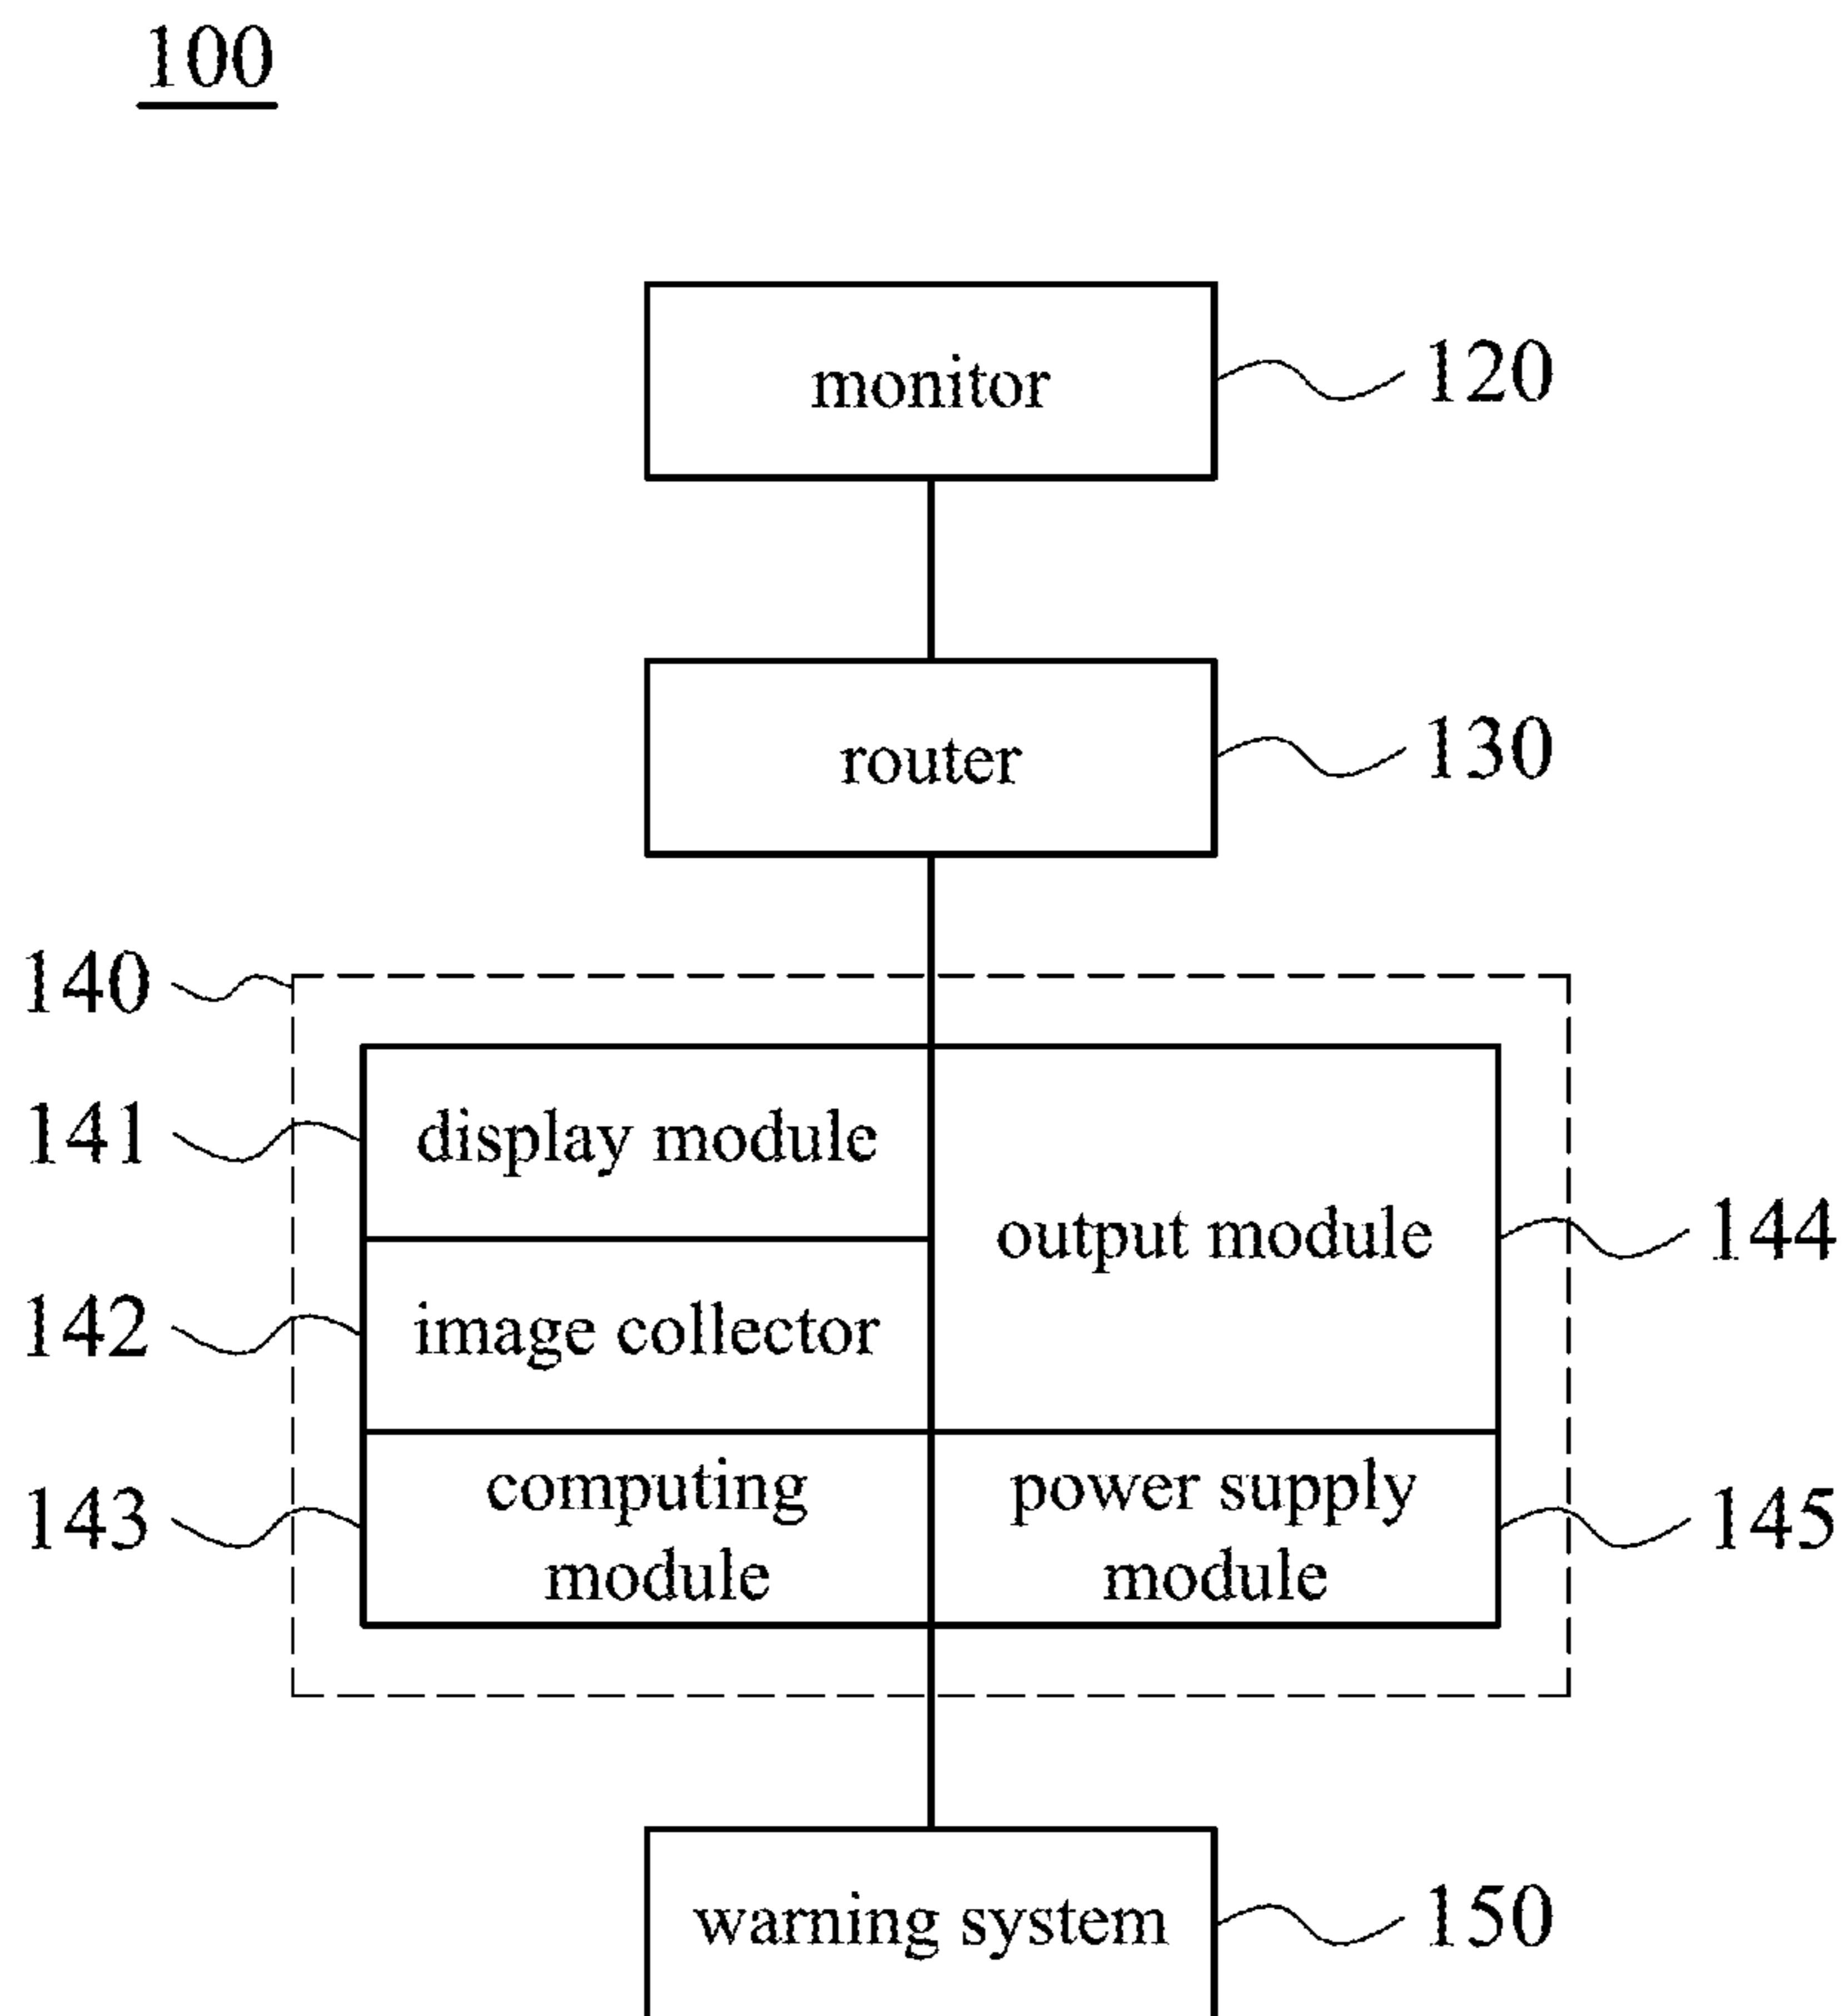 100
monitor
120
router
130
140
141
display module
output module
144
142
image collector
143
computing
module
power supply
module
145
warning system
150